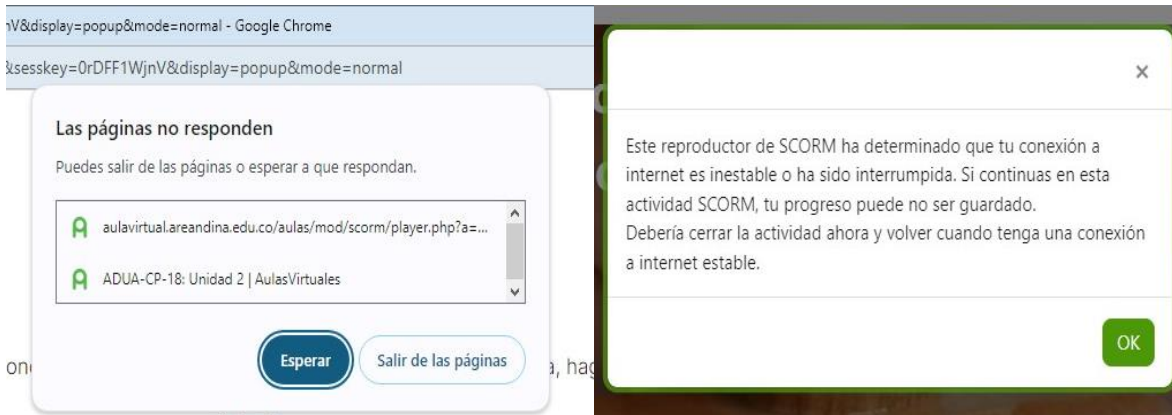 nV&display=popup&mode=normal - Google Chrome
&sesskey=0rDFF1WjnV&display=popup&mode=normal
Las páginas no responden
Puedes salir de las páginas o esperar a que respondan.
aulavirtual.areandina.edu.co/aulas/mod/scorm/player.php?a=...
ADUA-CP-18: Unidad 2 | AulasVirtuales
Esperar
Salir de las páginas
a, hag
×
Este reproductor de SCORM ha determinado que tu conexión a
internet es inestable o ha sido interrumpida. Si continuas en esta
actividad SCORM, tu progreso puede no ser guardado.
Debería cerrar la actividad ahora y volver cuando tenga una conexión
a internet estable.
OK